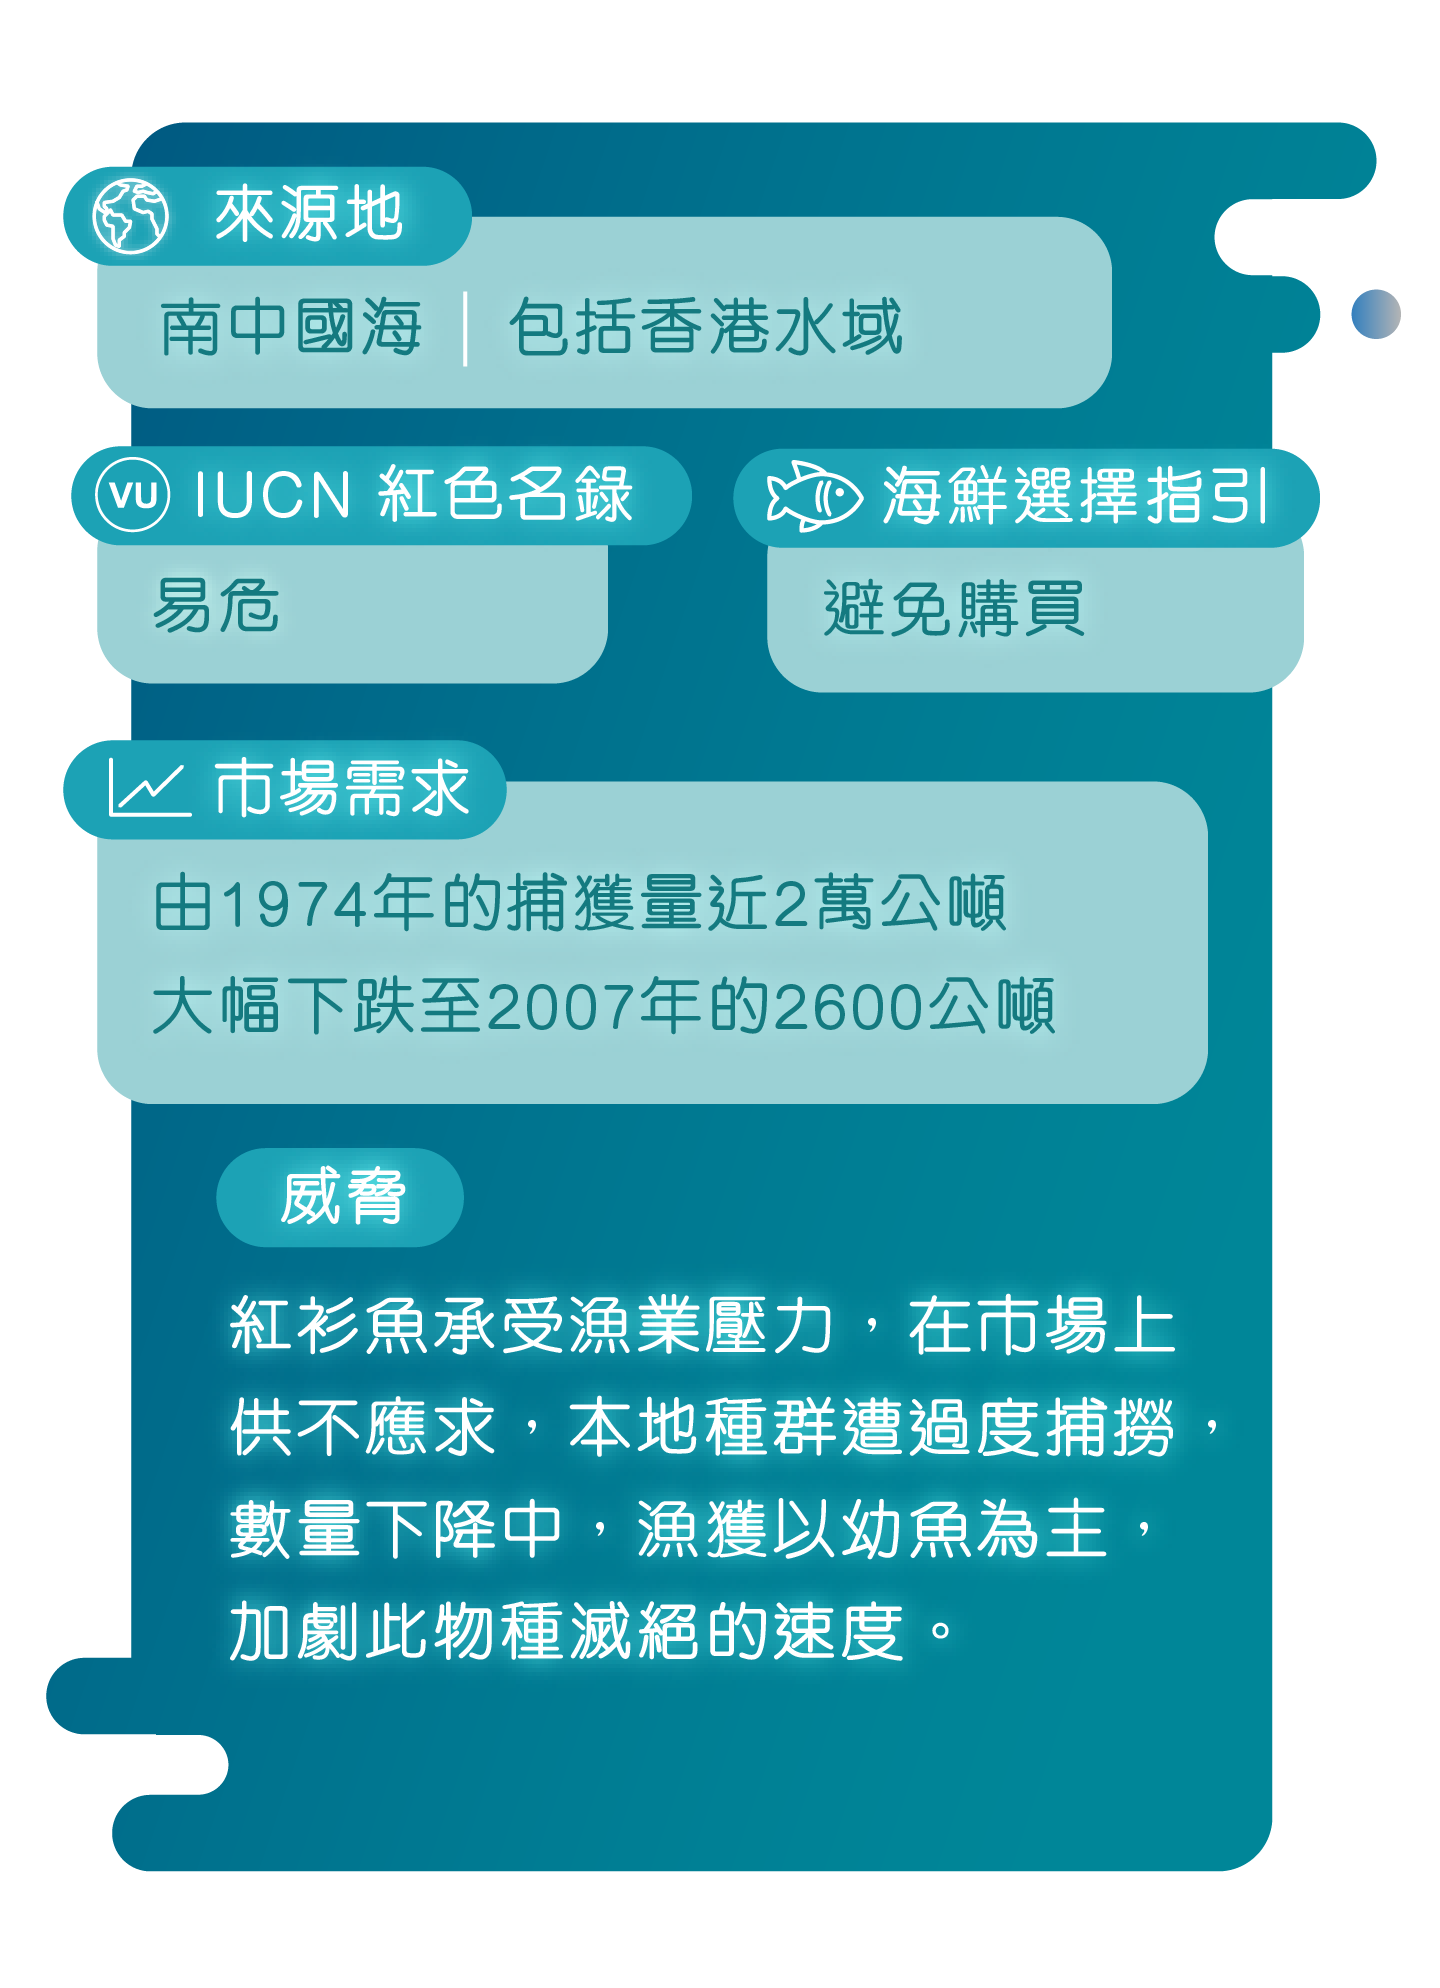 來源地
南中國海 | 包括香港水域
VU IUCN 紅色名錄
易危
海鮮選擇指引
避免購買
市場需求
由1974年的捕獲量近2萬公噸
大幅下跌至2007年的2600公噸
威脅
紅衫魚承受漁業壓力，在市場上
供不應求，本地種群遭過度捕撈，
數量下降中，漁獲以幼魚為主，
加劇此物種滅絕的速度。